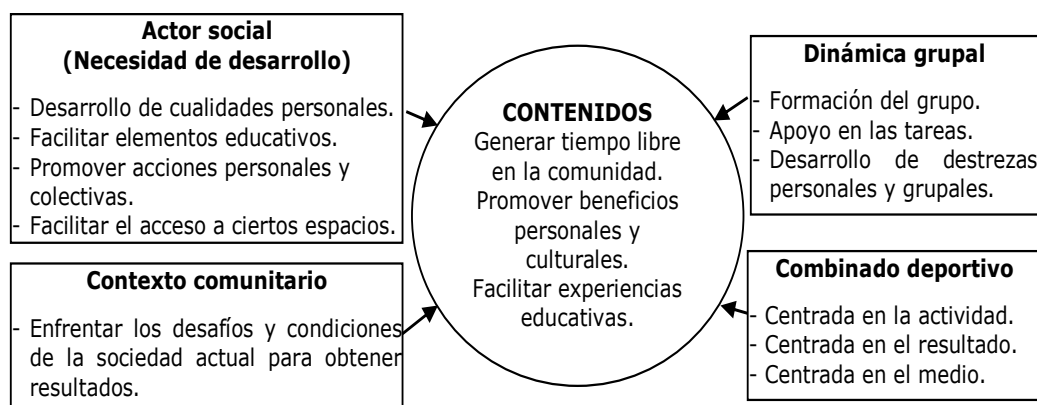 Actor social
(Necesidad de desarrollo)
- Desarrollo de cualidades personales.
- Facilitar elementos educativos.
- Promover acciones personales y
colectivas.
- Facilitar el acceso a ciertos espacios.
Contexto comunitario
- Enfrentar los desafíos y condiciones
de la sociedad actual para obtener
resultados.
CONTENIDOS
Generar tiempo libre
en la comunidad.
Promover beneficios
personales y
culturales.
Facilitar experiencias
educativas.
Dinámica grupal
- Formación del grupo.
- Apoyo en las tareas.
- Desarrollo de destrezas
personales y grupales.
Combinado deportivo
- Centrada en la actividad.
- Centrada en el resultado.
- Centrada en el medio.